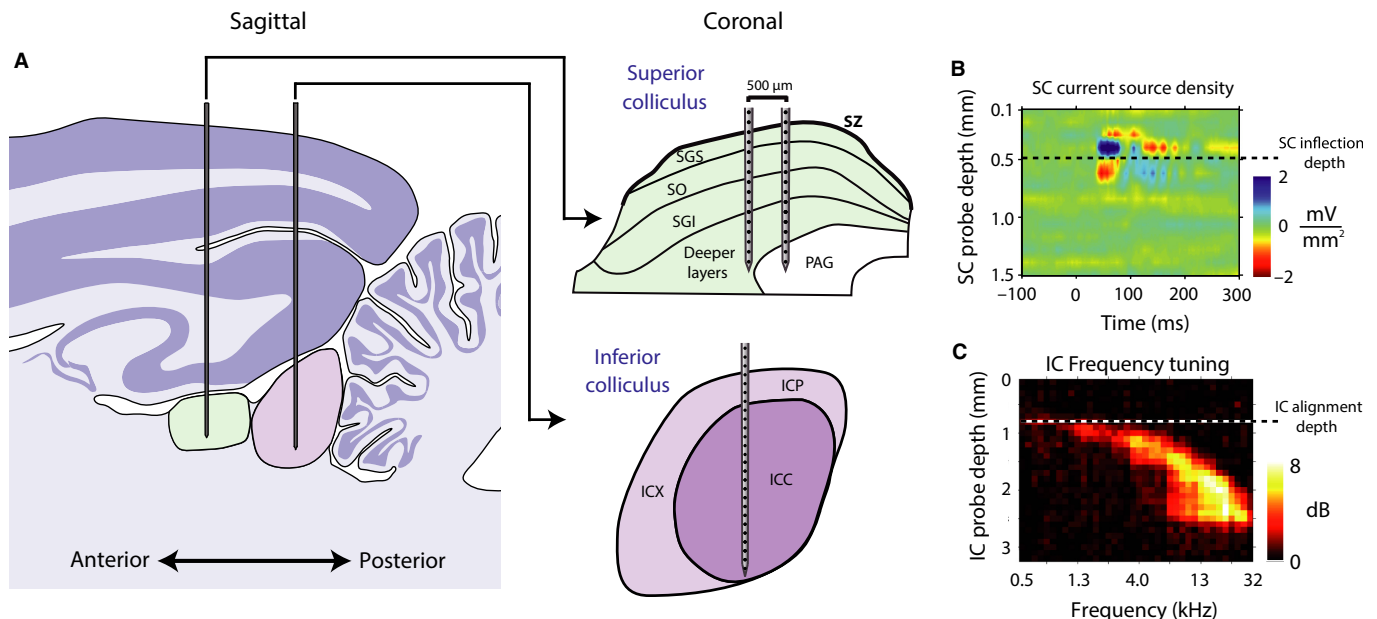 Sagittal
Coronal
A
Superior
colliculus
500 µm
SZ
SGS
SO
SGI
Deeper
layers
PAG
Inferior
colliculus
ICP
ICX
ICC
Anterior
Posterior
B
SC current source density
SC probe depth (mm)
0.1
0.5
1.0
1.5
−100
0
100
200
300
Time (ms)
SC inflection
depth
2
0
−2
mV
mm²
C
IC Frequency tuning
IC probe depth (mm)
0
1
2
3
0.5
1.3
4.0
13
32
Frequency (kHz)
IC alignment
depth
8
dB
0